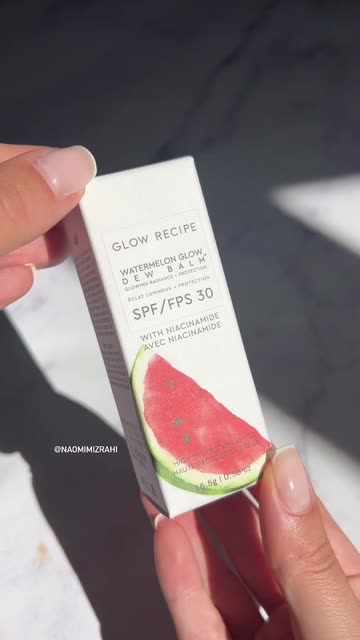 GLOW RECIPE
WATERMELON GLOW
DEW BALM™
GLOWING RADIANCE + PROTECTION
ÉCLAT LUMINEUX + PROTECTION
SPF/FPS 30
WITH NIACINAMIDE
AVEC NIACINAMIDE
@NAOMIMIZRAHI